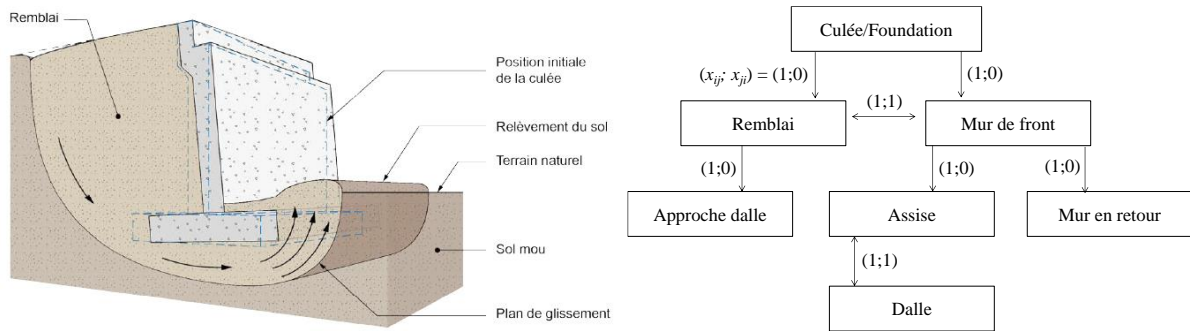 Remblai
Position initiale
de la culée
Relèvement du sol
Terrain naturel
Sol mou
Plan de glissement
Culée/Foundation
(x_ij; x_ji) = (1;0)
(1;0)
(1;1)
Remblai
Mur de front
(1;0)
(1;0)
(1;0)
Approche dalle
Assise
Mur en retour
(1;1)
Dalle